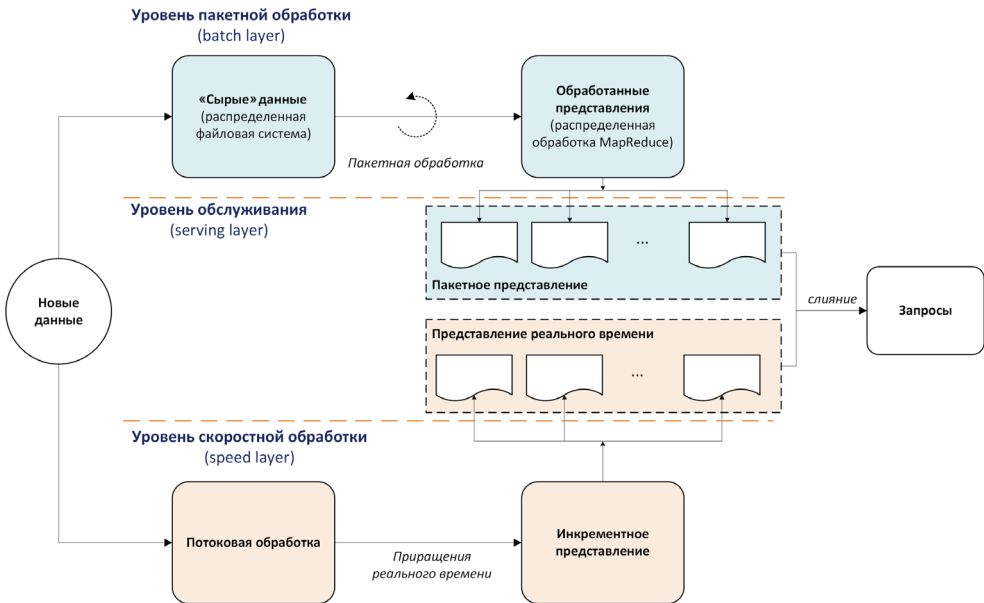 Уровень пакетной обработки
(batch layer)
«Сырые» данные
(распределенная
файловая система)
Пакетная обработка
Обработанные
представления
(распределенная
обработка MapReduce)
Уровень обслуживания
(serving layer)
...
Пакетное представление
Новые
данные
слияние
Запросы
Представление реального времени
...
Уровень скоростной обработки
(speed layer)
Потоковая обработка
Приращения
реального времени
Инкрементное
представление